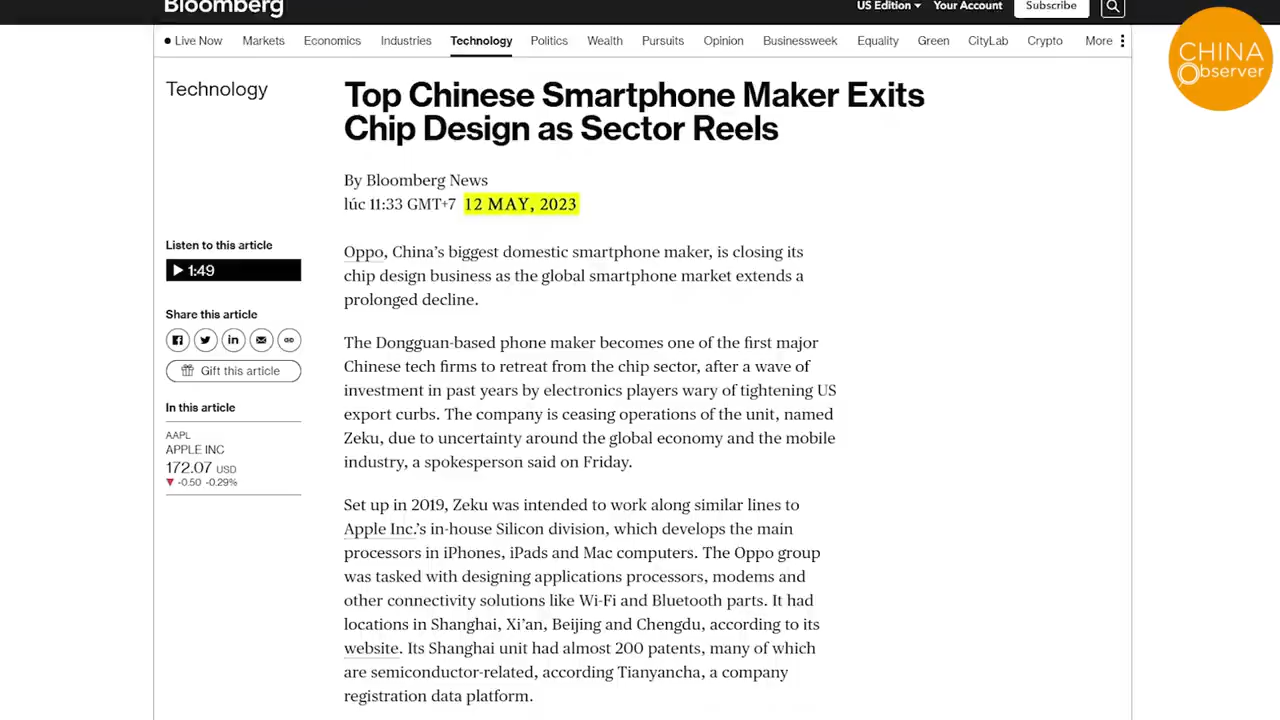 Bloomberg
US Edition
Your Account
Subscribe
Live Now Markets Economics Industries Technology Politics Wealth Pursuits Opinion Businessweek Equality Green CityLab Crypto More
CHINA
Observer
Technology
Top Chinese Smartphone Maker Exits
Chip Design as Sector Reels
By Bloomberg News
lúc 11:33 GMT+7 12 MAY, 2023
Listen to this article
1:49
Share this article
Gift this article
In this article
AAPL
APPLE INC
172.07 USD
-0.50 -0.29%
Oppo, China's biggest domestic smartphone maker, is closing its
chip design business as the global smartphone market extends a
prolonged decline.
The Dongguan-based phone maker becomes one of the first major
Chinese tech firms to retreat from the chip sector, after a wave of
investment in past years by electronics players wary of tightening US
export curbs. The company is ceasing operations of the unit, named
Zeku, due to uncertainty around the global economy and the mobile
industry, a spokesperson said on Friday.
Set up in 2019, Zeku was intended to work along similar lines to
Apple Inc.'s in-house Silicon division, which develops the main
processors in iPhones, iPads and Mac computers. The Oppo group
was tasked with designing applications processors, modems and
other connectivity solutions like Wi-Fi and Bluetooth parts. It had
locations in Shanghai, Xi'an, Beijing and Chengdu, according to its
website. Its Shanghai unit had almost 200 patents, many of which
are semiconductor-related, according Tianyancha, a company
registration data platform.